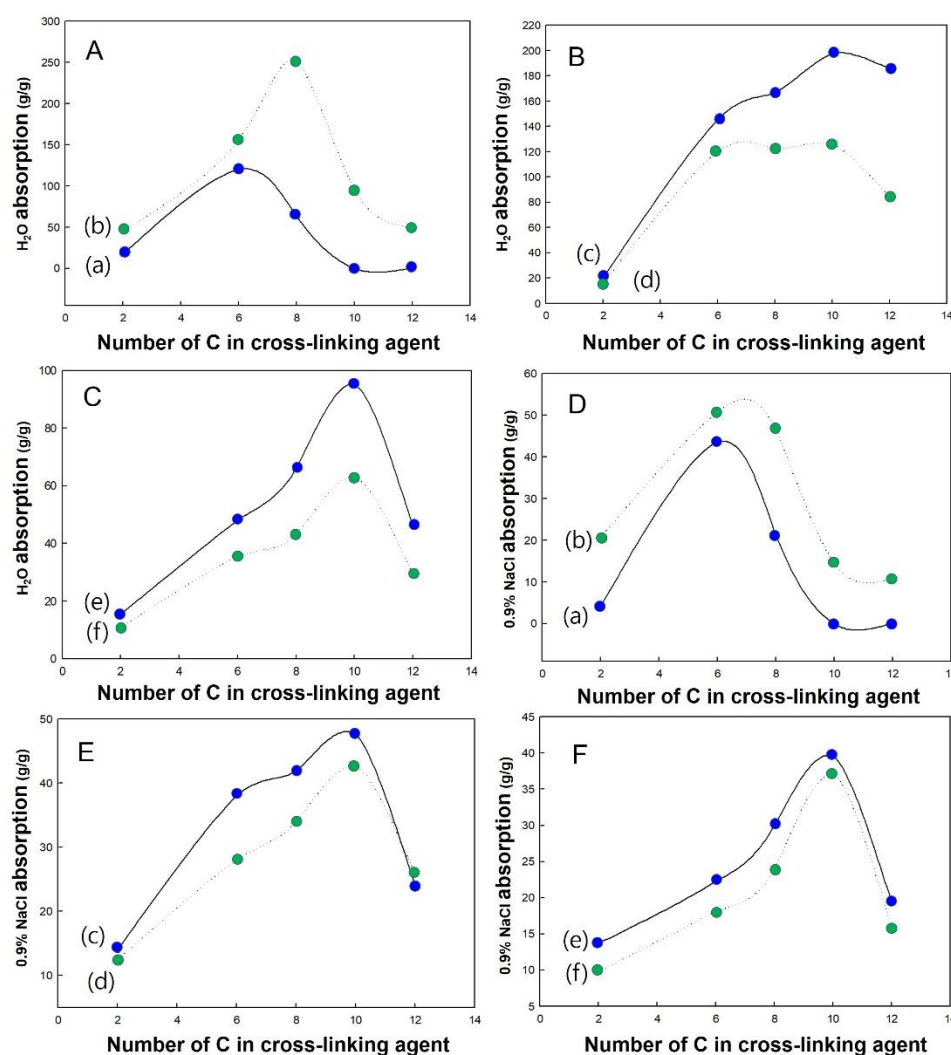 A
H₂O absorption (g/g)
300
250
200
150
100
50
0
(b)
(a)
0 2 4 6 8 10 12 14
Number of C in cross-linking agent
B
H₂O absorption (g/g)
220
200
180
160
140
120
100
80
60
40
20
0
(c)
(d)
0 2 4 6 8 10 12 14
Number of C in cross-linking agent
C
H₂O absorption (g/g)
100
80
60
40
20
0
(e)
(f)
0 2 4 6 8 10 12 14
Number of C in cross-linking agent
D
0.9% NaCl absorption (g/g)
60
50
40
30
20
10
0
(b)
(a)
0 2 4 6 8 10 12 14
Number of C in cross-linking agent
E
0.9% NaCl absorption (g/g)
50
40
30
20
10
(c)
(d)
0 2 4 6 8 10 12 14
Number of C in cross-linking agent
F
0.9% NaCl absorption (g/g)
45
40
35
30
25
20
15
10
5
(e)
(f)
0 2 4 6 8 10 12 14
Number of C in cross-linking agent